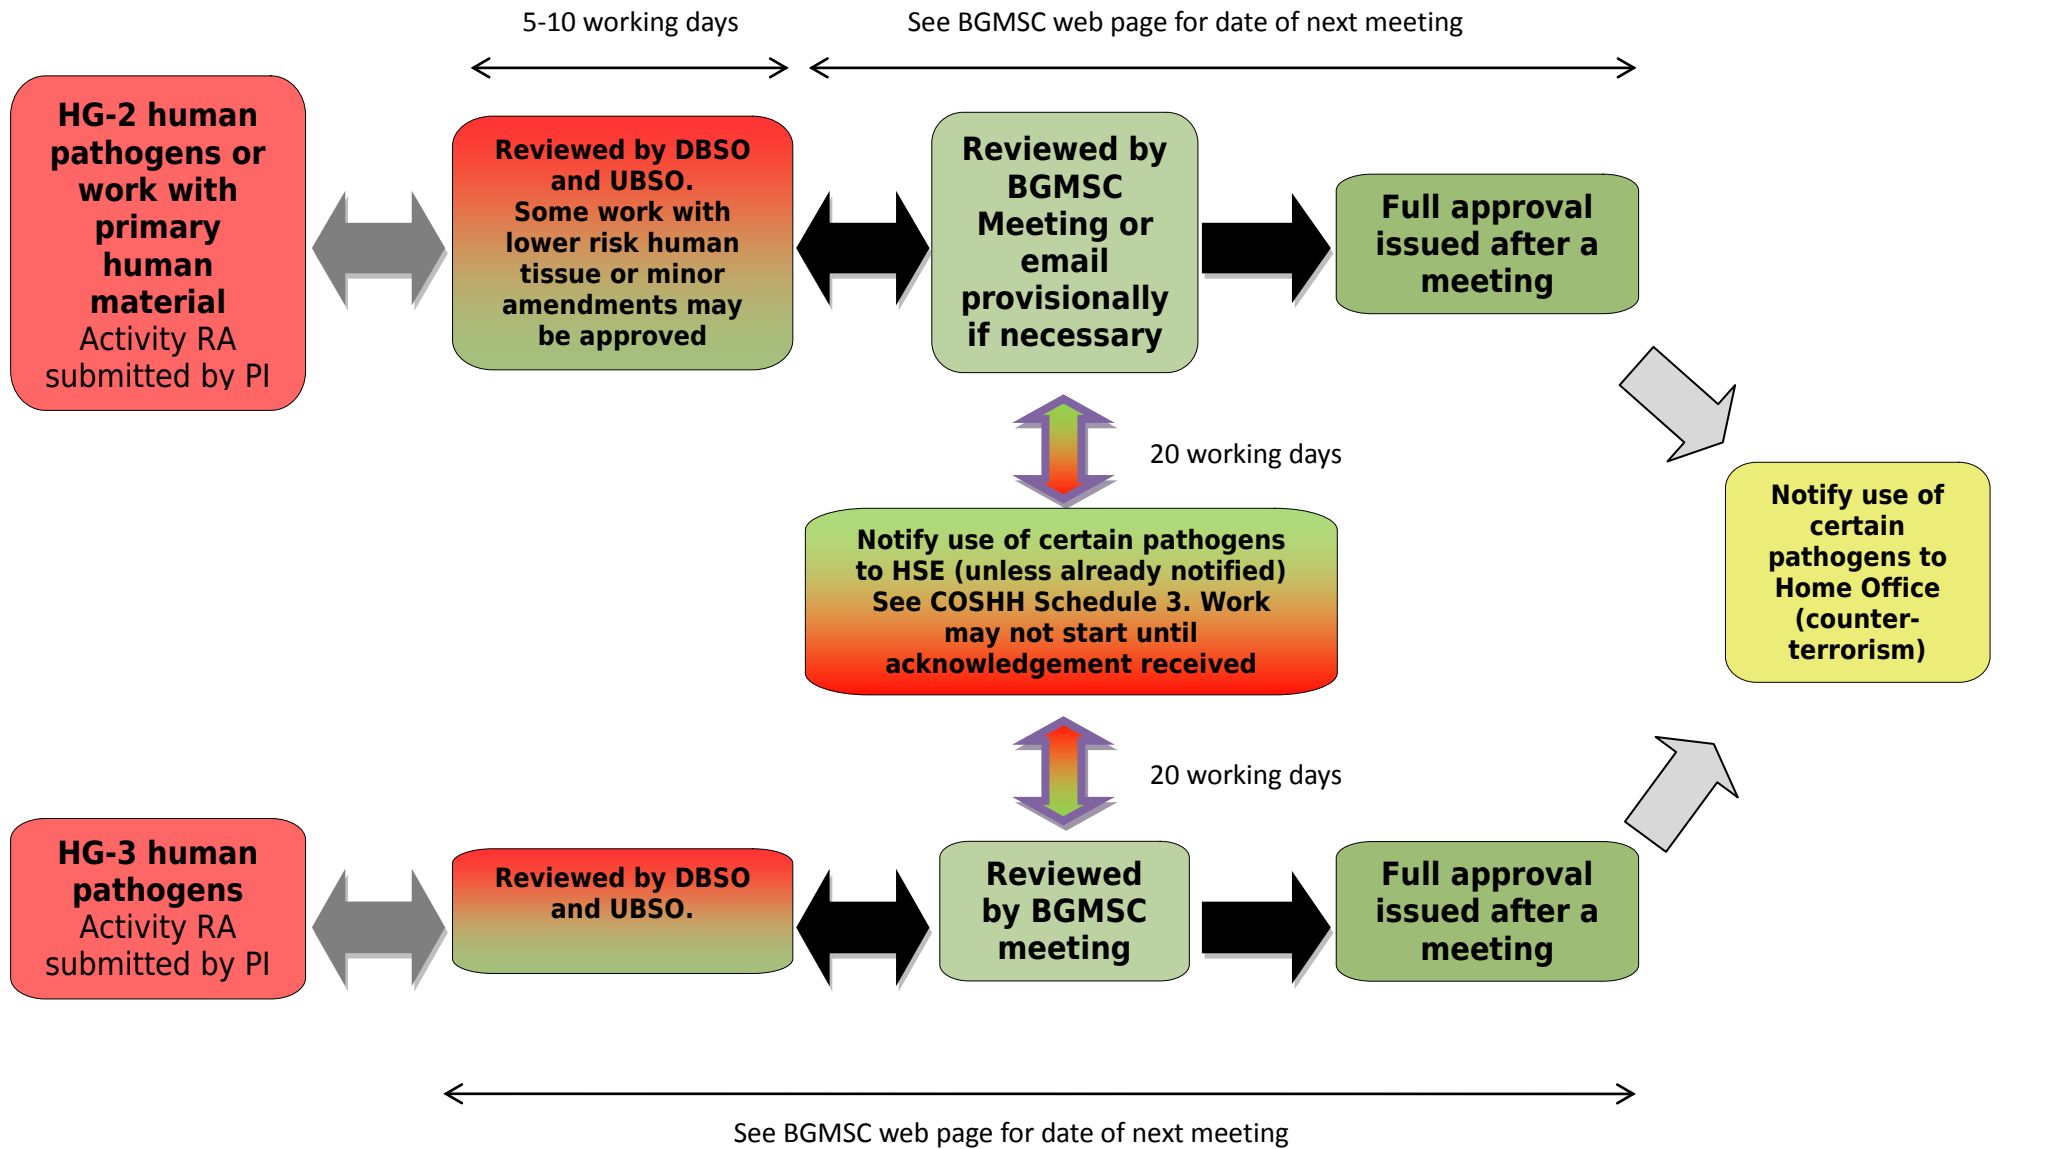 5-10 working days
See BGMSC web page for date of next meeting
HG-2 human
pathogens or
work with
primary
human
material
Activity RA
submitted by PI
Reviewed by DBSO
and UBSO.
Some work with
lower risk human
tissue or minor
amendments may
be approved
Reviewed by
BGMSC
Meeting or
email
provisionally
if necessary
Full approval
issued after a
meeting
20 working days
Notify use of certain pathogens
to HSE (unless already notified)
See COSHH Schedule 3. Work
may not start until
acknowledgement received
Notify use of
certain
pathogens to
Home Office
(counter-
terrorism)
20 working days
HG-3 human
pathogens
Activity RA
submitted by PI
Reviewed by DBSO
and UBSO.
Reviewed
by BGMSC
meeting
Full approval
issued after a
meeting
See BGMSC web page for date of next meeting